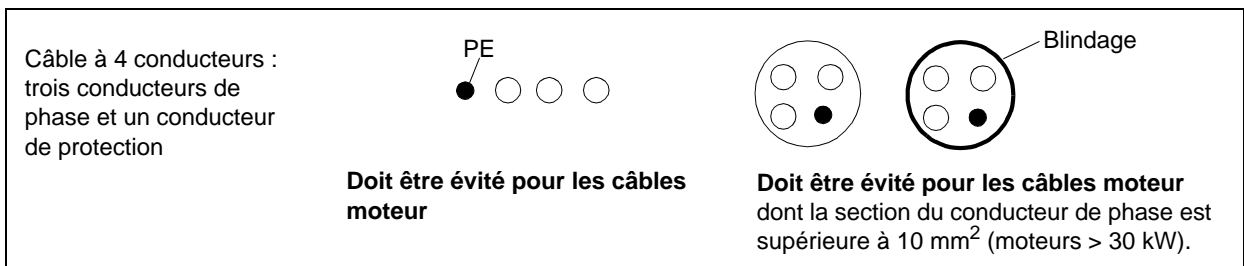 Câble à 4 conducteurs :
trois conducteurs de
phase et un conducteur
de protection
PE
Doit être évité pour les câbles
moteur
Blindage
Doit être évité pour les câbles moteur
dont la section du conducteur de phase est
supérieure à 10 mm2 (moteurs > 30 kW).